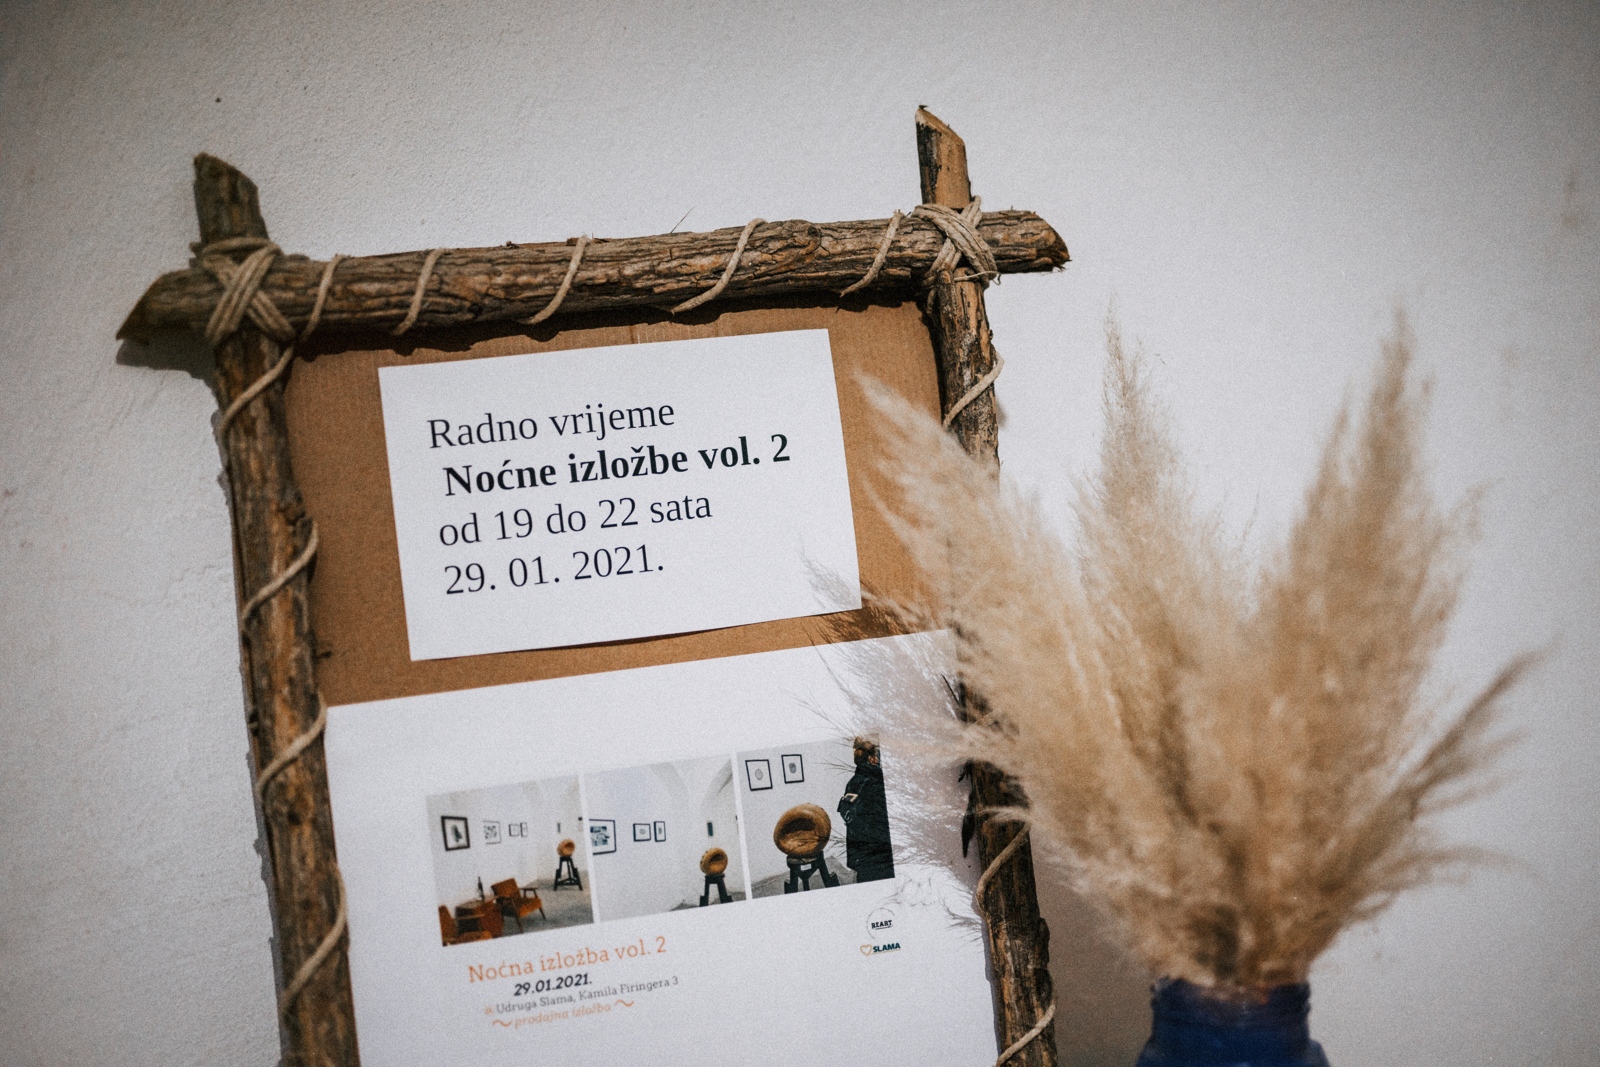 Radno vrijeme
Noćne izložbe vol. 2
od 19 do 22 sata
29. 01. 2021.
REART
SLAMA
Noćna izložba vol. 2
29.01.2021.
@ Udruga Slama, Kamila Firingera 3
~ prodajna izložba ~